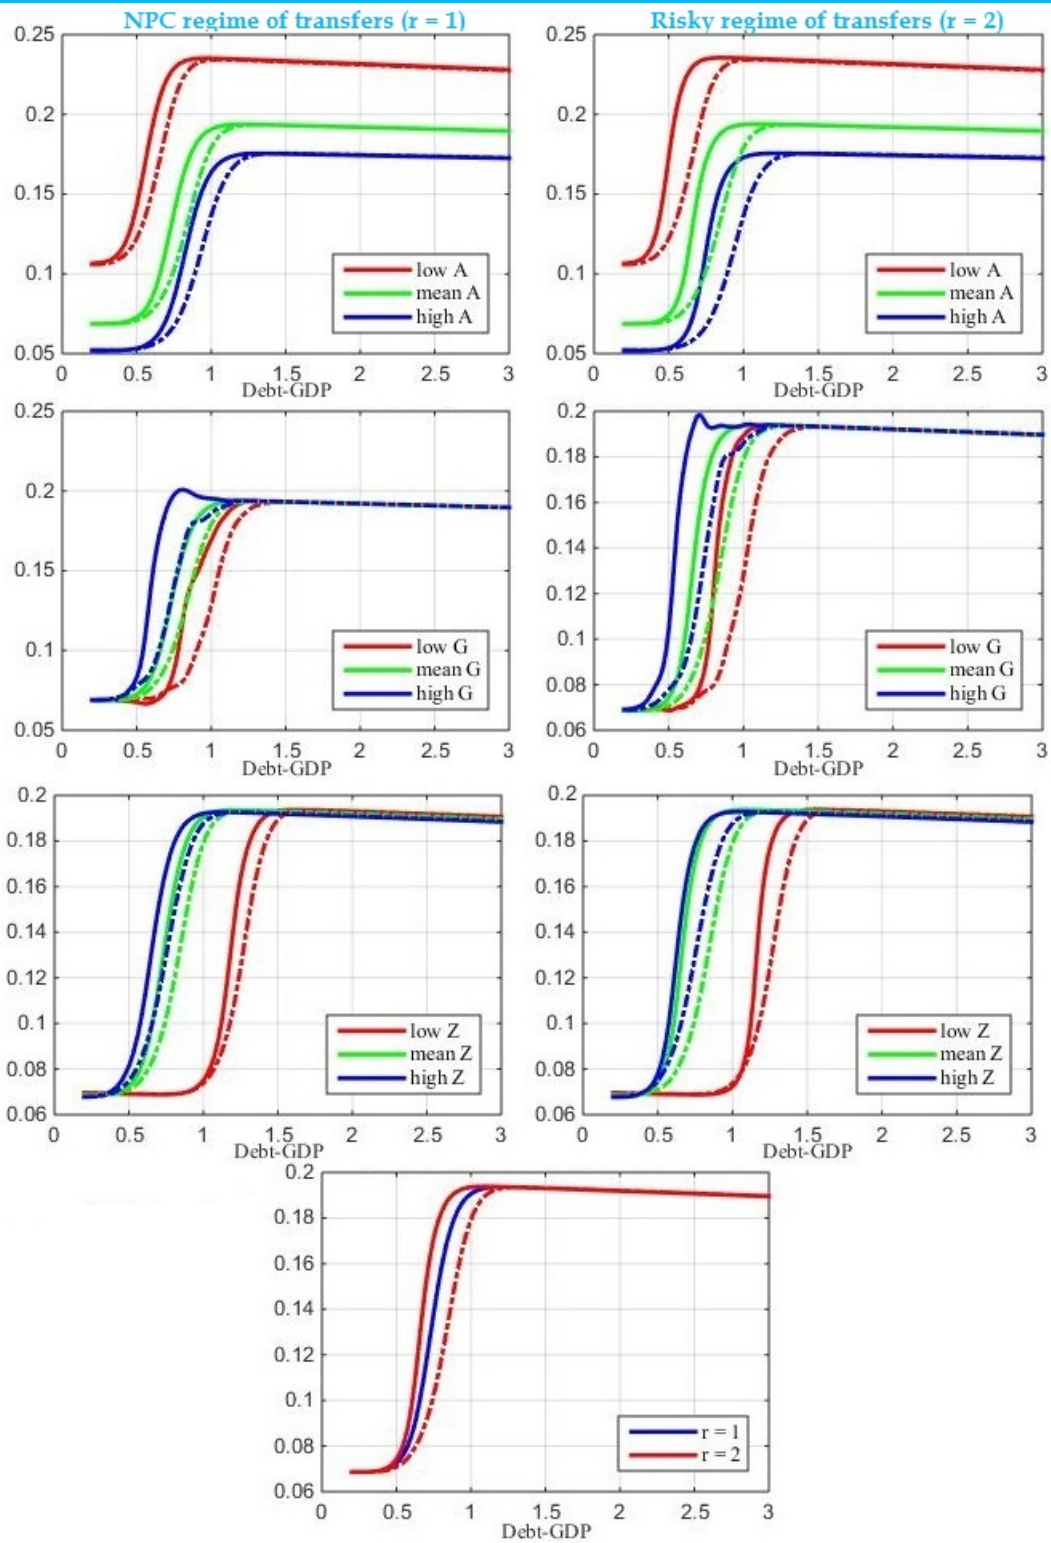 NPC regime of transfers (r = 1)
Risky regime of transfers (r = 2)
0.25
0.2
0.15
0.1
0.05
0 0.5 1 1.5 2 2.5 3
Debt-GDP
low A
mean A
high A
0.25
0.2
0.15
0.1
0.05
0 0.5 1 1.5 2 2.5 3
Debt-GDP
low A
mean A
high A
0.25
0.2
0.15
0.1
0.05
0 0.5 1 1.5 2 2.5 3
Debt-GDP
low G
mean G
high G
0.2
0.18
0.16
0.14
0.12
0.1
0.08
0.06
0 0.5 1 1.5 2 2.5 3
Debt-GDP
low G
mean G
high G
0.2
0.18
0.16
0.14
0.12
0.1
0.08
0.06
0 0.5 1 1.5 2 2.5 3
Debt-GDP
low Z
mean Z
high Z
0.2
0.18
0.16
0.14
0.12
0.1
0.08
0.06
0 0.5 1 1.5 2 2.5 3
Debt-GDP
low Z
mean Z
high Z
0.2
0.18
0.16
0.14
0.12
0.1
0.08
0.06
0 0.5 1 1.5 2 2.5 3
Debt-GDP
r = 1
r = 2